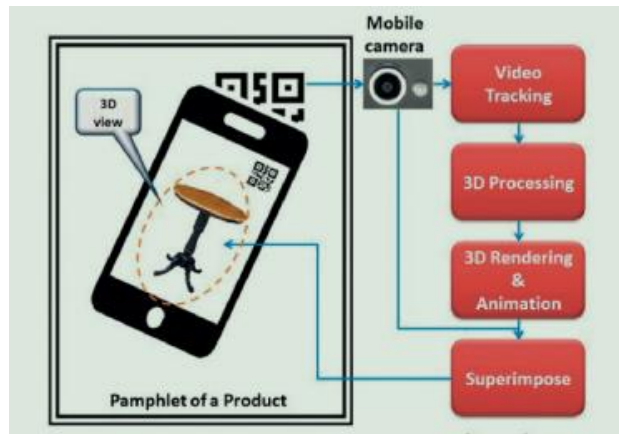 Mobile
camera
3D
view
Video
Tracking
3D Processing
3D Rendering
&
Animation
Superimpose
Pamphlet of a Product